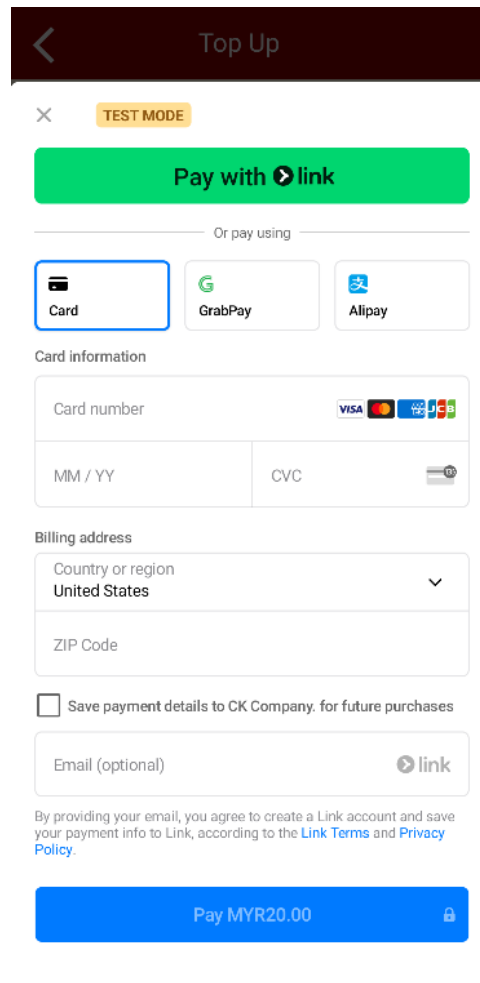 Top Up
TEST MODE
Pay with link
Or pay using
Card
GrabPay
Alipay
Card information
Card number
VISA
JCB
MM / YY
CVC
Billing address
Country or region
United States
ZIP Code
Save payment details to CK Company. for future purchases
Email (optional)
link
By providing your email, you agree to create a Link account and save
your payment info to Link, according to the Link Terms and Privacy
Policy.
Pay MYR20.00